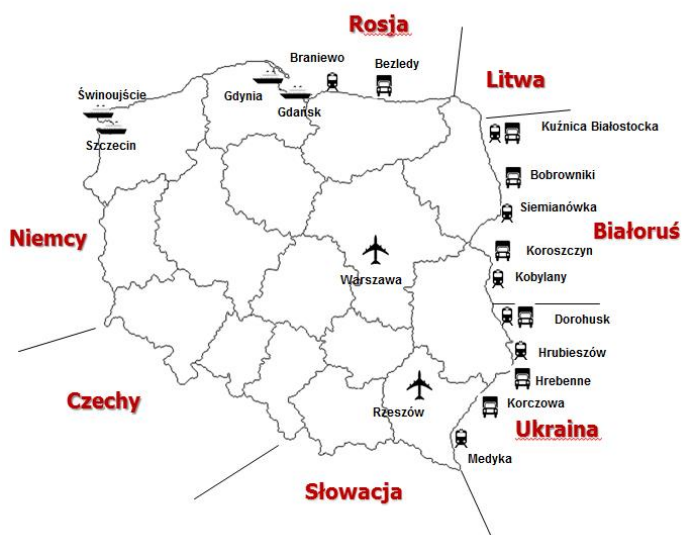 Rosja
Braniewo
Bezledy
Litwa
Świnoujście
Gdynia
Gdańsk
Szczecin
Kuźnica Białostocka
Bobrowniki
Siemianówka
Niemcy
Białoruś
Koroszczyn
Warszawa
Kobylany
Dorohusk
Hrubieszów
Hrebenne
Czechy
Rzeszów
Korczowa
Ukraina
Medyka
Słowacja